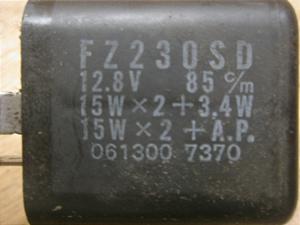 FZ230SD
12.8V 85 c/m
15W×2+3.4W
15W×2+A.P.
061300 7370